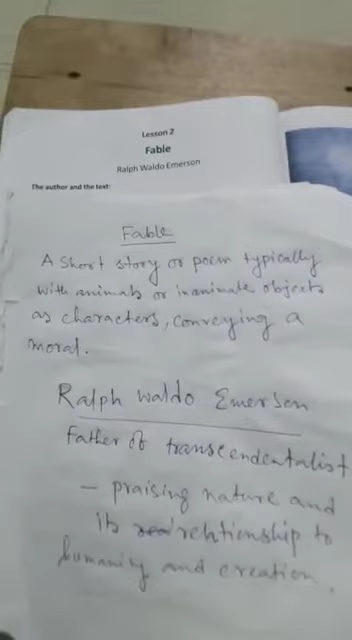 Lesson 2
Fable
Ralph Waldo Emerson
The author and the text:
Fable
A Short story or poem typically
with animals or inanimate objects
as characters, conveying a
moral.
Ralph Waldo Emerson
Father of transcendentalist
- praising nature and
its relationship to
humanity and creation.